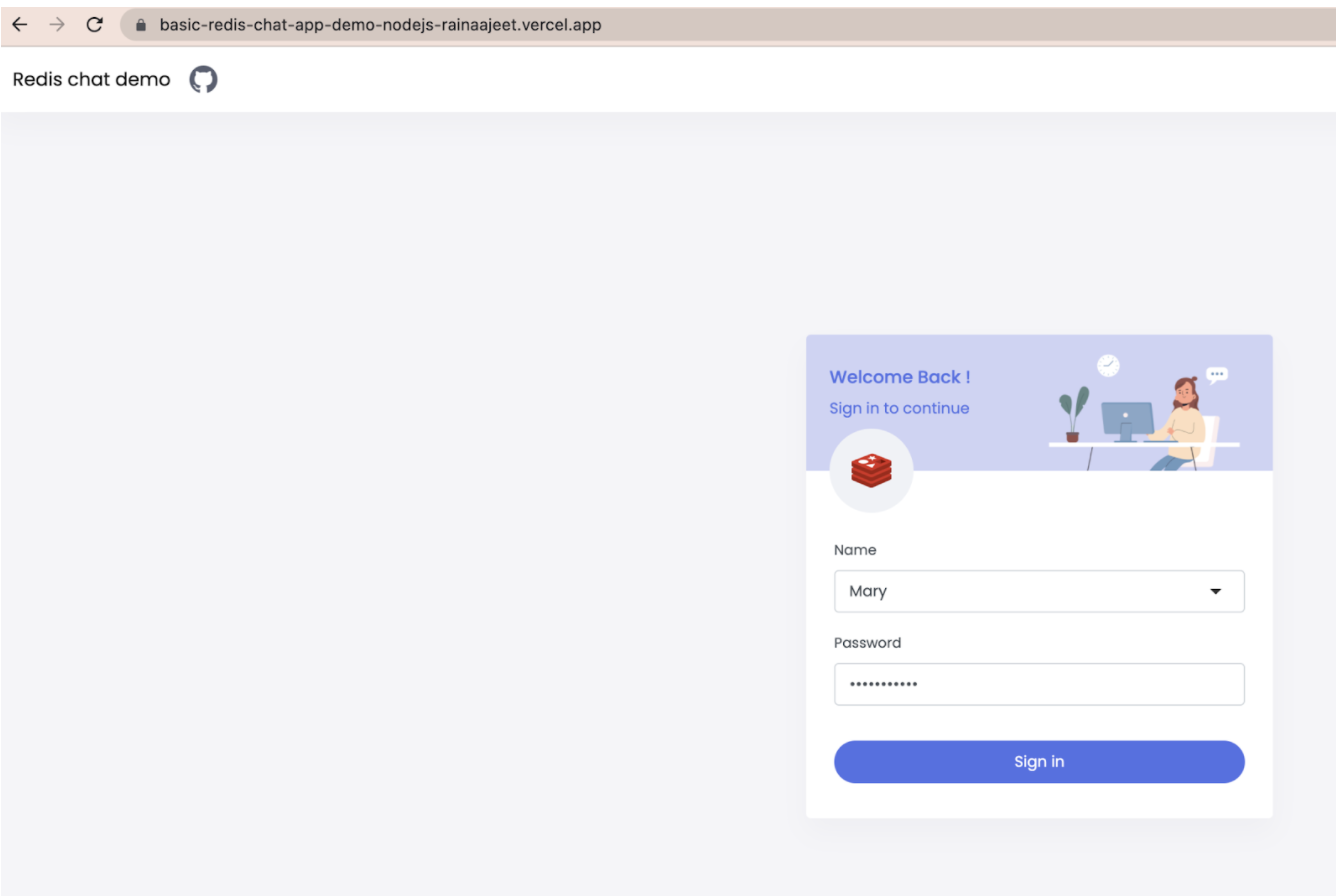 basic-redis-chat-app-demo-nodejs-rainaajeet.vercel.app
Redis chat demo
Welcome Back !
Sign in to continue
Name
Mary
Password
•••••••••••
Sign in